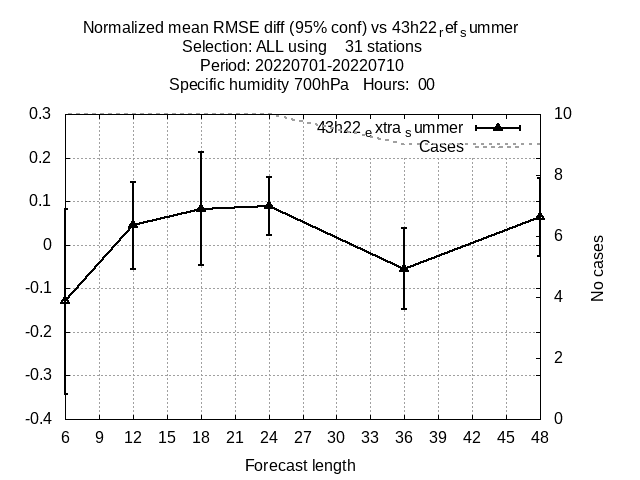 Normalized mean RMSE diff (95% conf) vs 43h22refsummer
Selection: ALL using 31 stations
Period: 20220701-20220710
Specific humidity 700hPa Hours: 00
43h22extrasummer
Cases
0.3
0.2
0.1
0
-0.1
-0.2
-0.3
-0.4
10
8
6
4
2
0
No cases
6 9 12 15 18 21 24 27 30 33 36 39 42 45 48
Forecast length